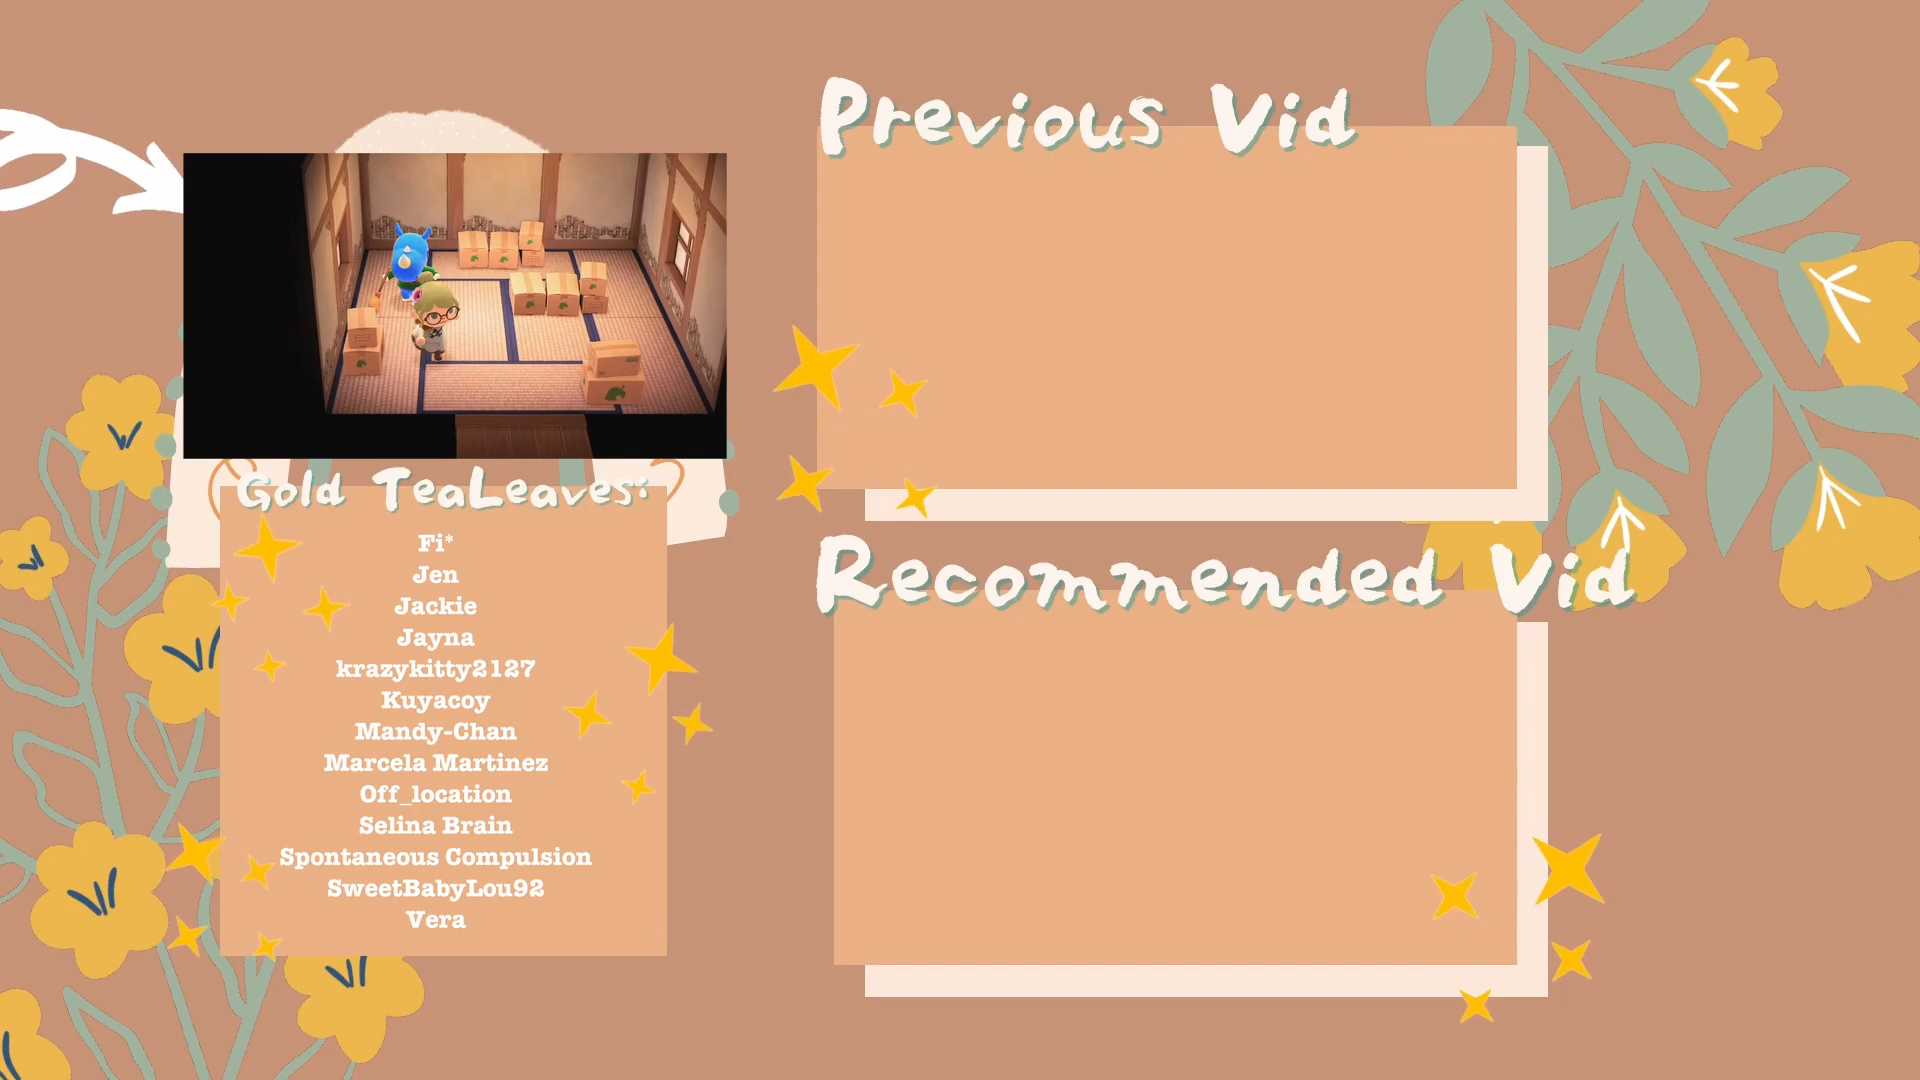 Previous Vid
Gold TeaLeaves:
Fi*
Jen
Jackie
Jayna
krazykitty2127
Kuyacoy
Mandy-Chan
Marcela Martinez
Off_location
Selina Brain
Spontaneous Compulsion
SweetBabyLou92
Vera
Recommended Vid